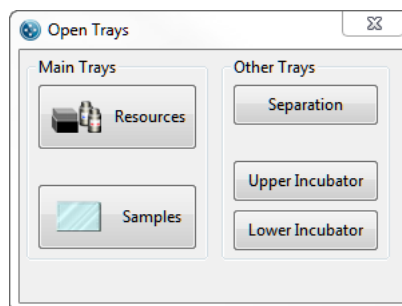 Open Trays
Main Trays
Resources
Samples
Other Trays
Separation
Upper Incubator
Lower Incubator